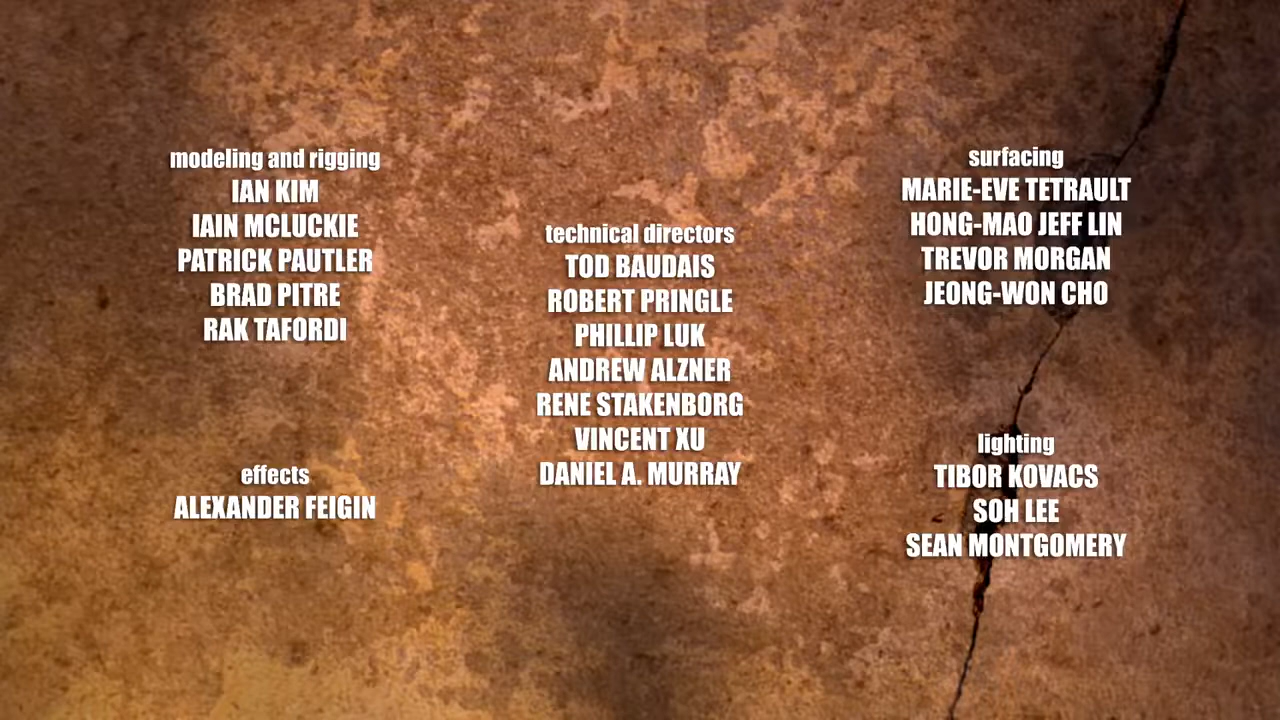 modeling and rigging
IAN KIM
IAIN MCLUCKIE
PATRICK PAUTLER
BRAD PITRE
RAK TAFORDI
effects
ALEXANDER FEIGIN
technical directors
TOD BAUDAIS
ROBERT PRINGLE
PHILLIP LUK
ANDREW ALZNER
RENE STAKENBORG
VINCENT XU
DANIEL A. MURRAY
surfacing
MARIE-EVE TETRAULT
HONG-MAO JEFF LIN
TREVOR MORGAN
JEONG-WON CHO
lighting
TIBOR KOVACS
SOH LEE
SEAN MONTGOMERY